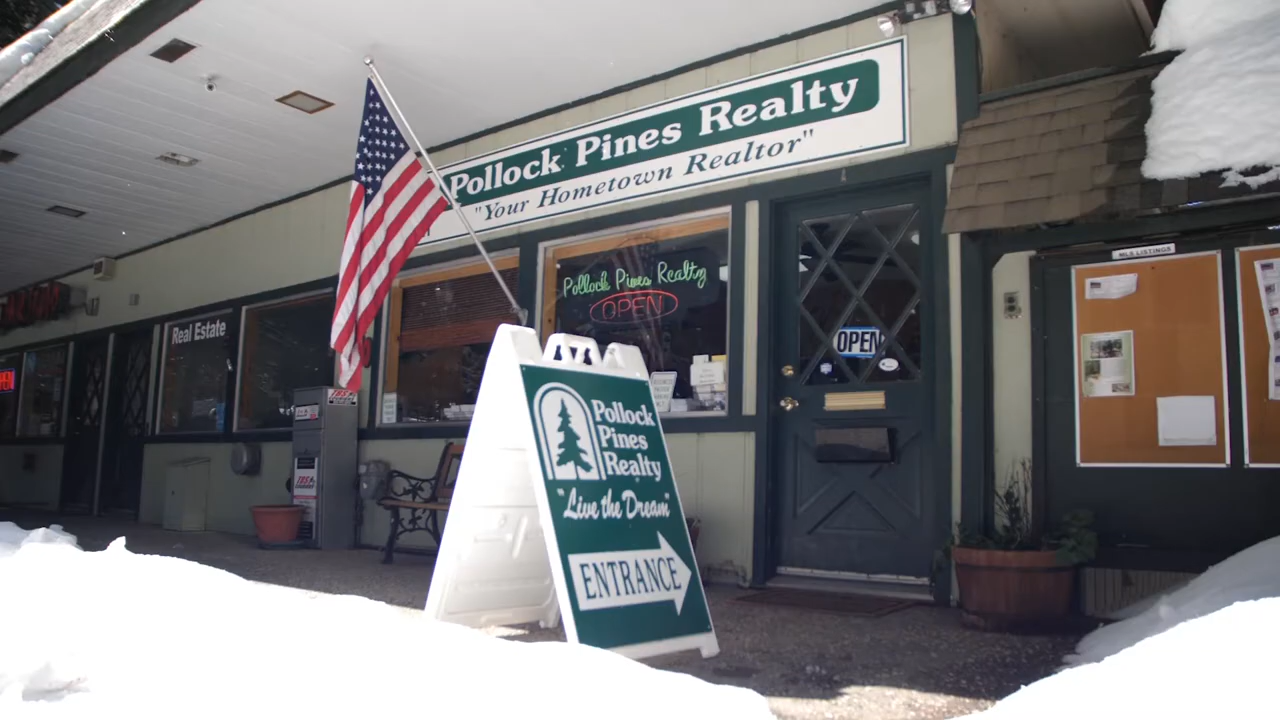 Pollock Pines Realty
"Your Hometown Realtor"
Pollock Pines Realty
OPEN
OPEN
Real Estate
OPEN
MLS LISTINGS
Pollock
Pines
Realty
"Live the Dream"
ENTRANCE